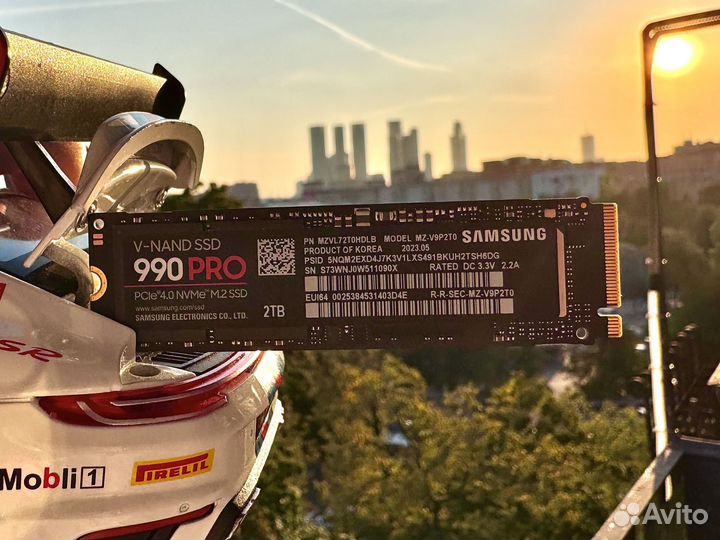 V-NAND SSD
990 PRO
PCIe® 4.0 NVMe™ M.2 SSD
www.samsung.com/ssd
SAMSUNG ELECTRONICS CO., LTD.
2TB
PN MZVL72T0HDLB MODEL MZ-V9P2T0
PRODUCT OF KOREA 2023.05
PSID 5NQM2EXD4J7K3V1LXS491BKUH2TSH6DG
SN S73WNJ0W511090X RATED DC 3.3V 2.2A
EUI64 0025384531403D4E R-R-SEC-MZ-V9P2T0
SAMSUNG
SR
Mobli 1
PIRELLI
Avito